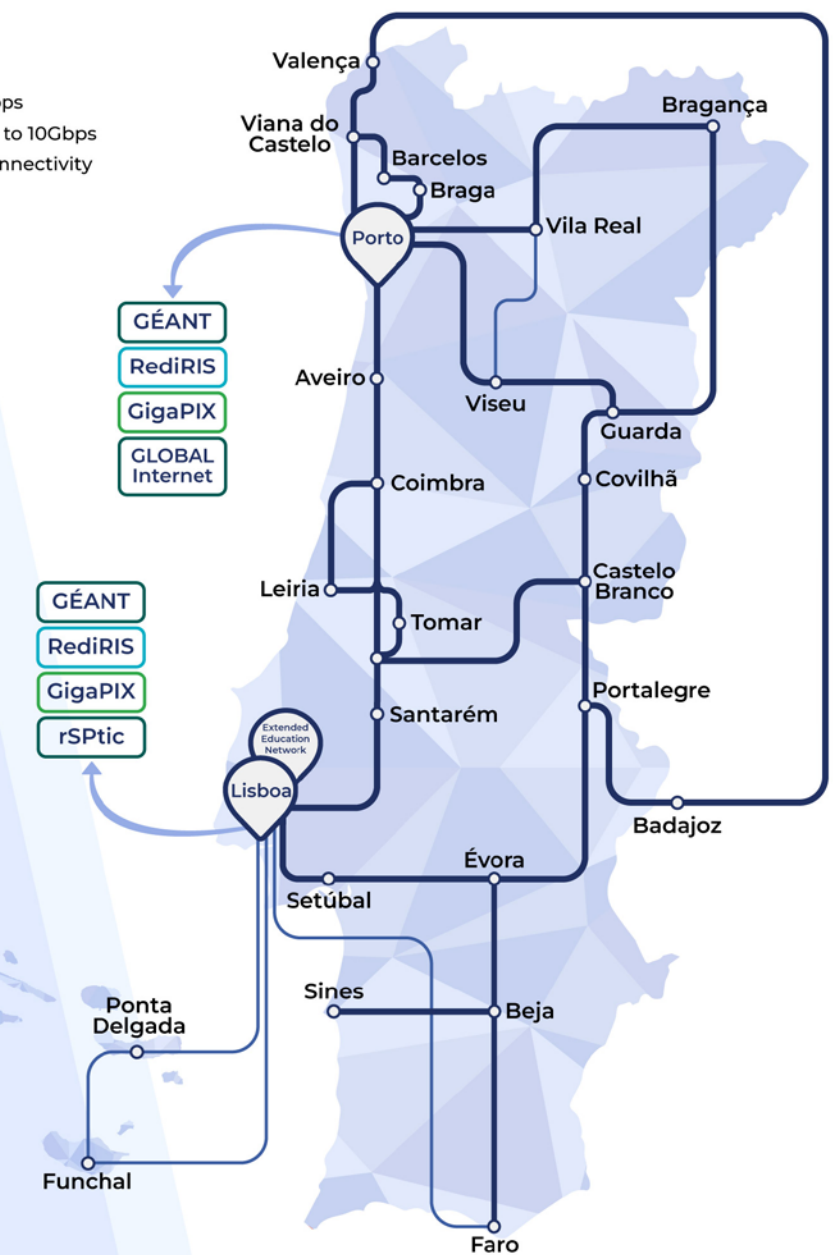 to 10Gbps
Valença
Viana do
Castelo
Barcelos
Braga
Bragança
Porto
Vila Real
GÉANT
RediRIS
GigaPIX
GLOBAL
Internet
Aveiro
Viseu
Guarda
Coimbra
Covilhã
Leiria
Castelo
Branco
Tomar
GÉANT
RediRIS
GigaPIX
rSPtic
Portalegre
Santarém
Extended
Education
Network
Lisboa
Badajoz
Évora
Setúbal
Sines
Beja
Ponta
Delgada
Funchal
Faro